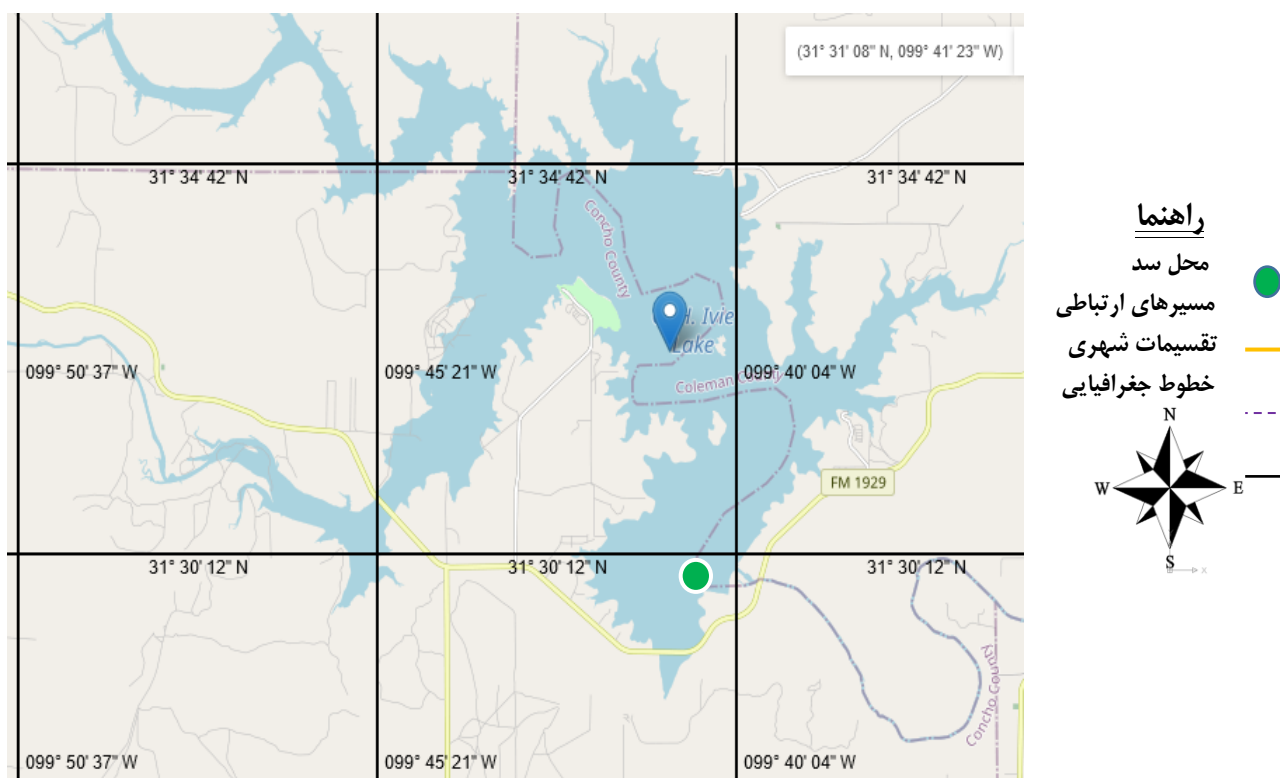 (31° 31' 08" N, 099° 41' 23" W)
31° 34' 42" N
31° 34' 42" N
31° 34' 42" N
Concho County
H. Ivie
Lake
099° 50' 37" W
099° 45' 21" W
099° 40' 04" W
Coleman County
FM 1929
31° 30' 12" N
31° 30' 12" N
31° 30' 12" N
Concho County
099° 50' 37" W
099° 45' 21" W
099° 40' 04" W
راهنما
محل سد
مسیرهای ارتباطی
تقسیمات شهری
خطوط جغرافیایی
N
W
E
S
X